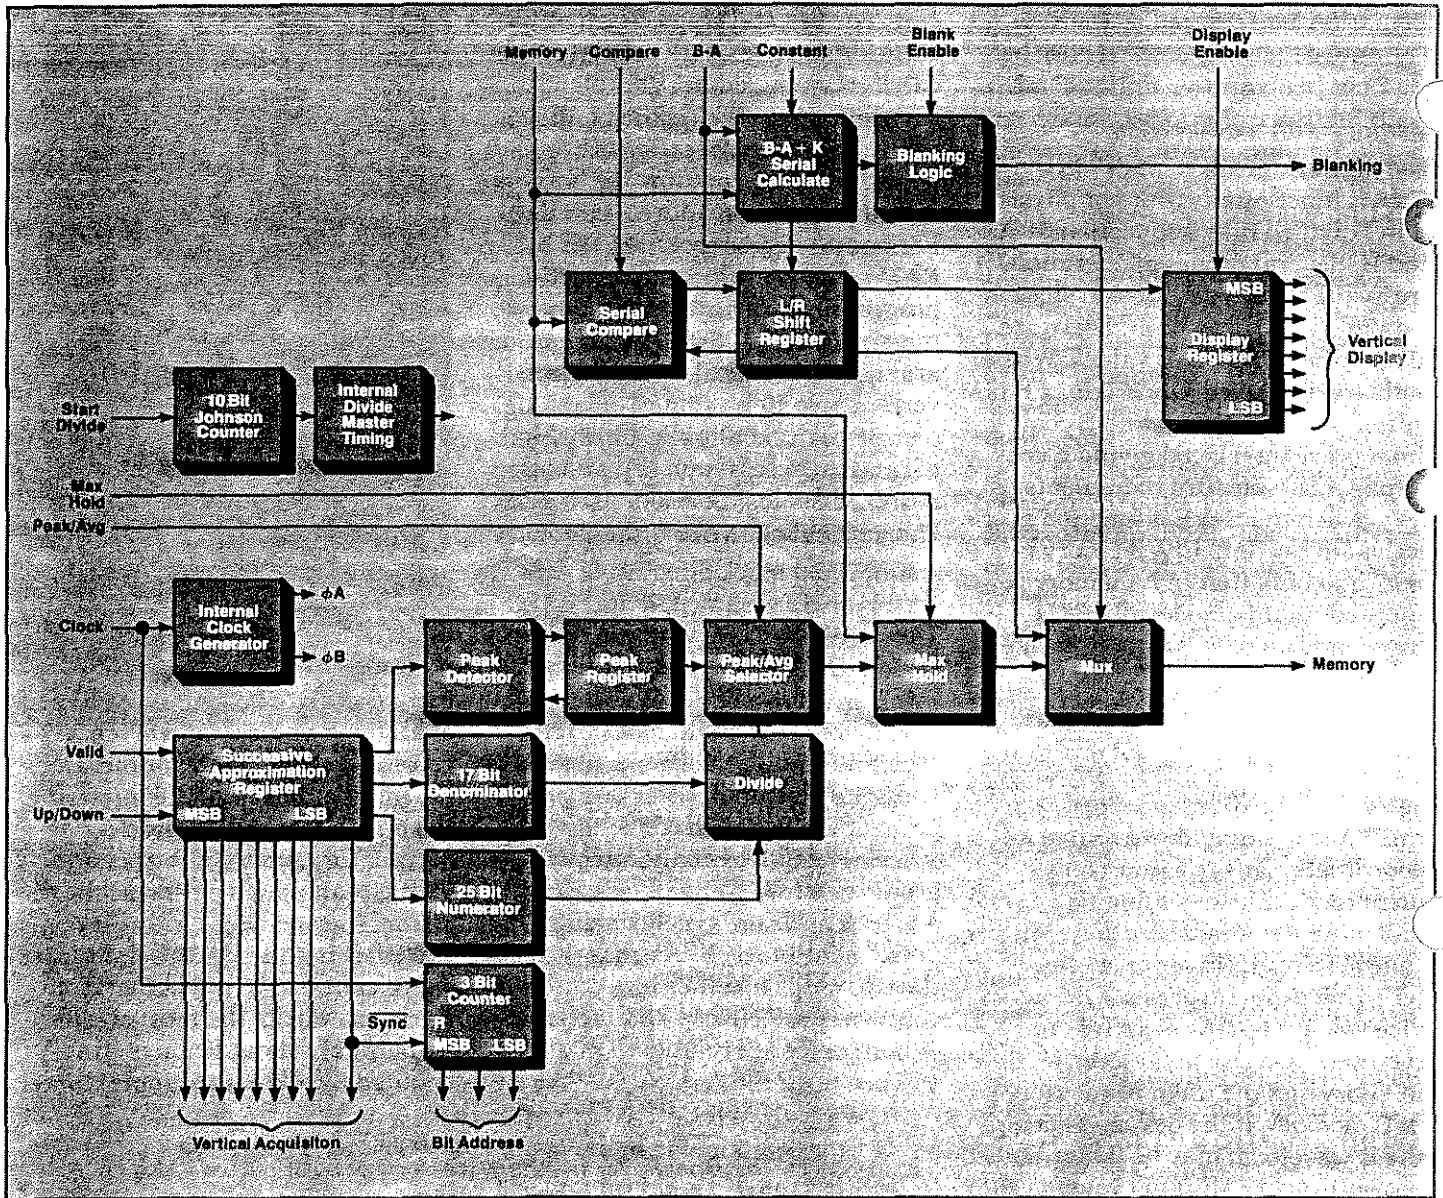 Memory
Compare
B-A
Constant
Blank
Enable
Display
Enable
B-A + K
Serial
Calculate
Blanking
Logic
Blanking
Serial
Compare
L/R
Shift
Register
MSB
Display
Register
LSB
Vertical
Display
Start
Divide
10 Bit
Johnson
Counter
Internal
Divide
Master
Timing
Max
Hold
Peak/Avg
Clock
Internal
Clock
Generator
ϕA
ϕB
Peak
Detector
Peak
Register
Peak/Avg
Selector
Max
Hold
Mux
Memory
Valid
Up/Down
Successive
Approximation
Register
MSB LSB
17 Bit
Denominator
Divide
25 Bit
Numerator
3 Bit
Counter
Sync
R
MSB LSB
Vertical Acquisiton
Bit Address